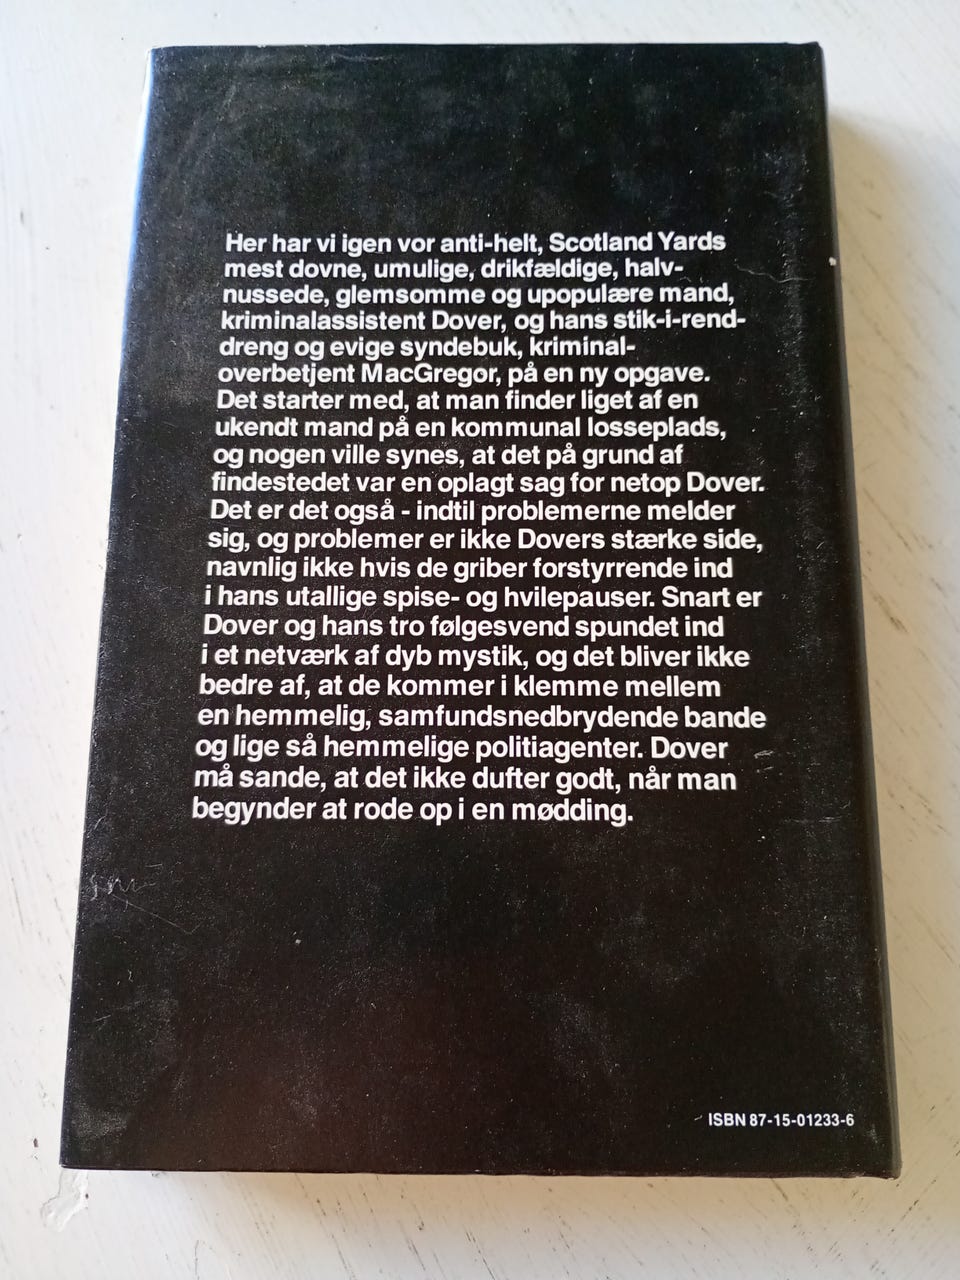 Her har vi igen vor anti-helt, Scotland Yards
mest dovne, umulige, drikfældige, halv-
nussede, glemsomme og upopulære mand,
kriminalassistent Dover, og hans stik-i-rend-
dreng og evige syndebuk, kriminal-
overbetjent MacGregor, på en ny opgave.
Det starter med, at man finder liget af en
ukendt mand på en kommunal losseplads,
og nogen ville synes, at det på grund af
findestedet var en oplagt sag for netop Dover.
Det er det også - indtil problemerne melder
sig, og problemer er ikke Dovers stærke side,
navnlig ikke hvis de griber forstyrrende ind
i hans utallige spise- og hvilepauser. Snart er
Dover og hans tro følgesvend spundet ind
i et netværk af dyb mystik, og det bliver ikke
bedre af, at de kommer i klemme mellem
en hemmelig, samfundsnedbrydende bande
og lige så hemmelige politiagenter. Dover
må sande, at det ikke dufter godt, når man
begynder at rode op i en mødding.
ISBN 87-15-01233-6